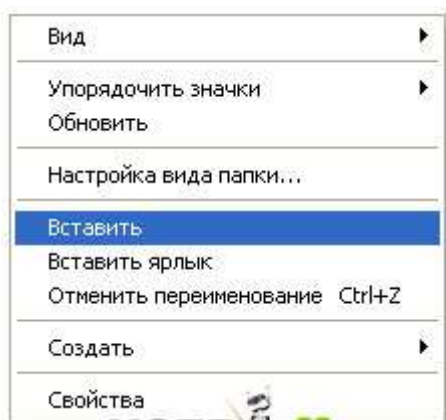 Вид
Упорядочить значки
Обновить
Настройка вида папки...
Вставить
Вставить ярлык
Отменить переименование Ctrl+Z
Создать
Свойства